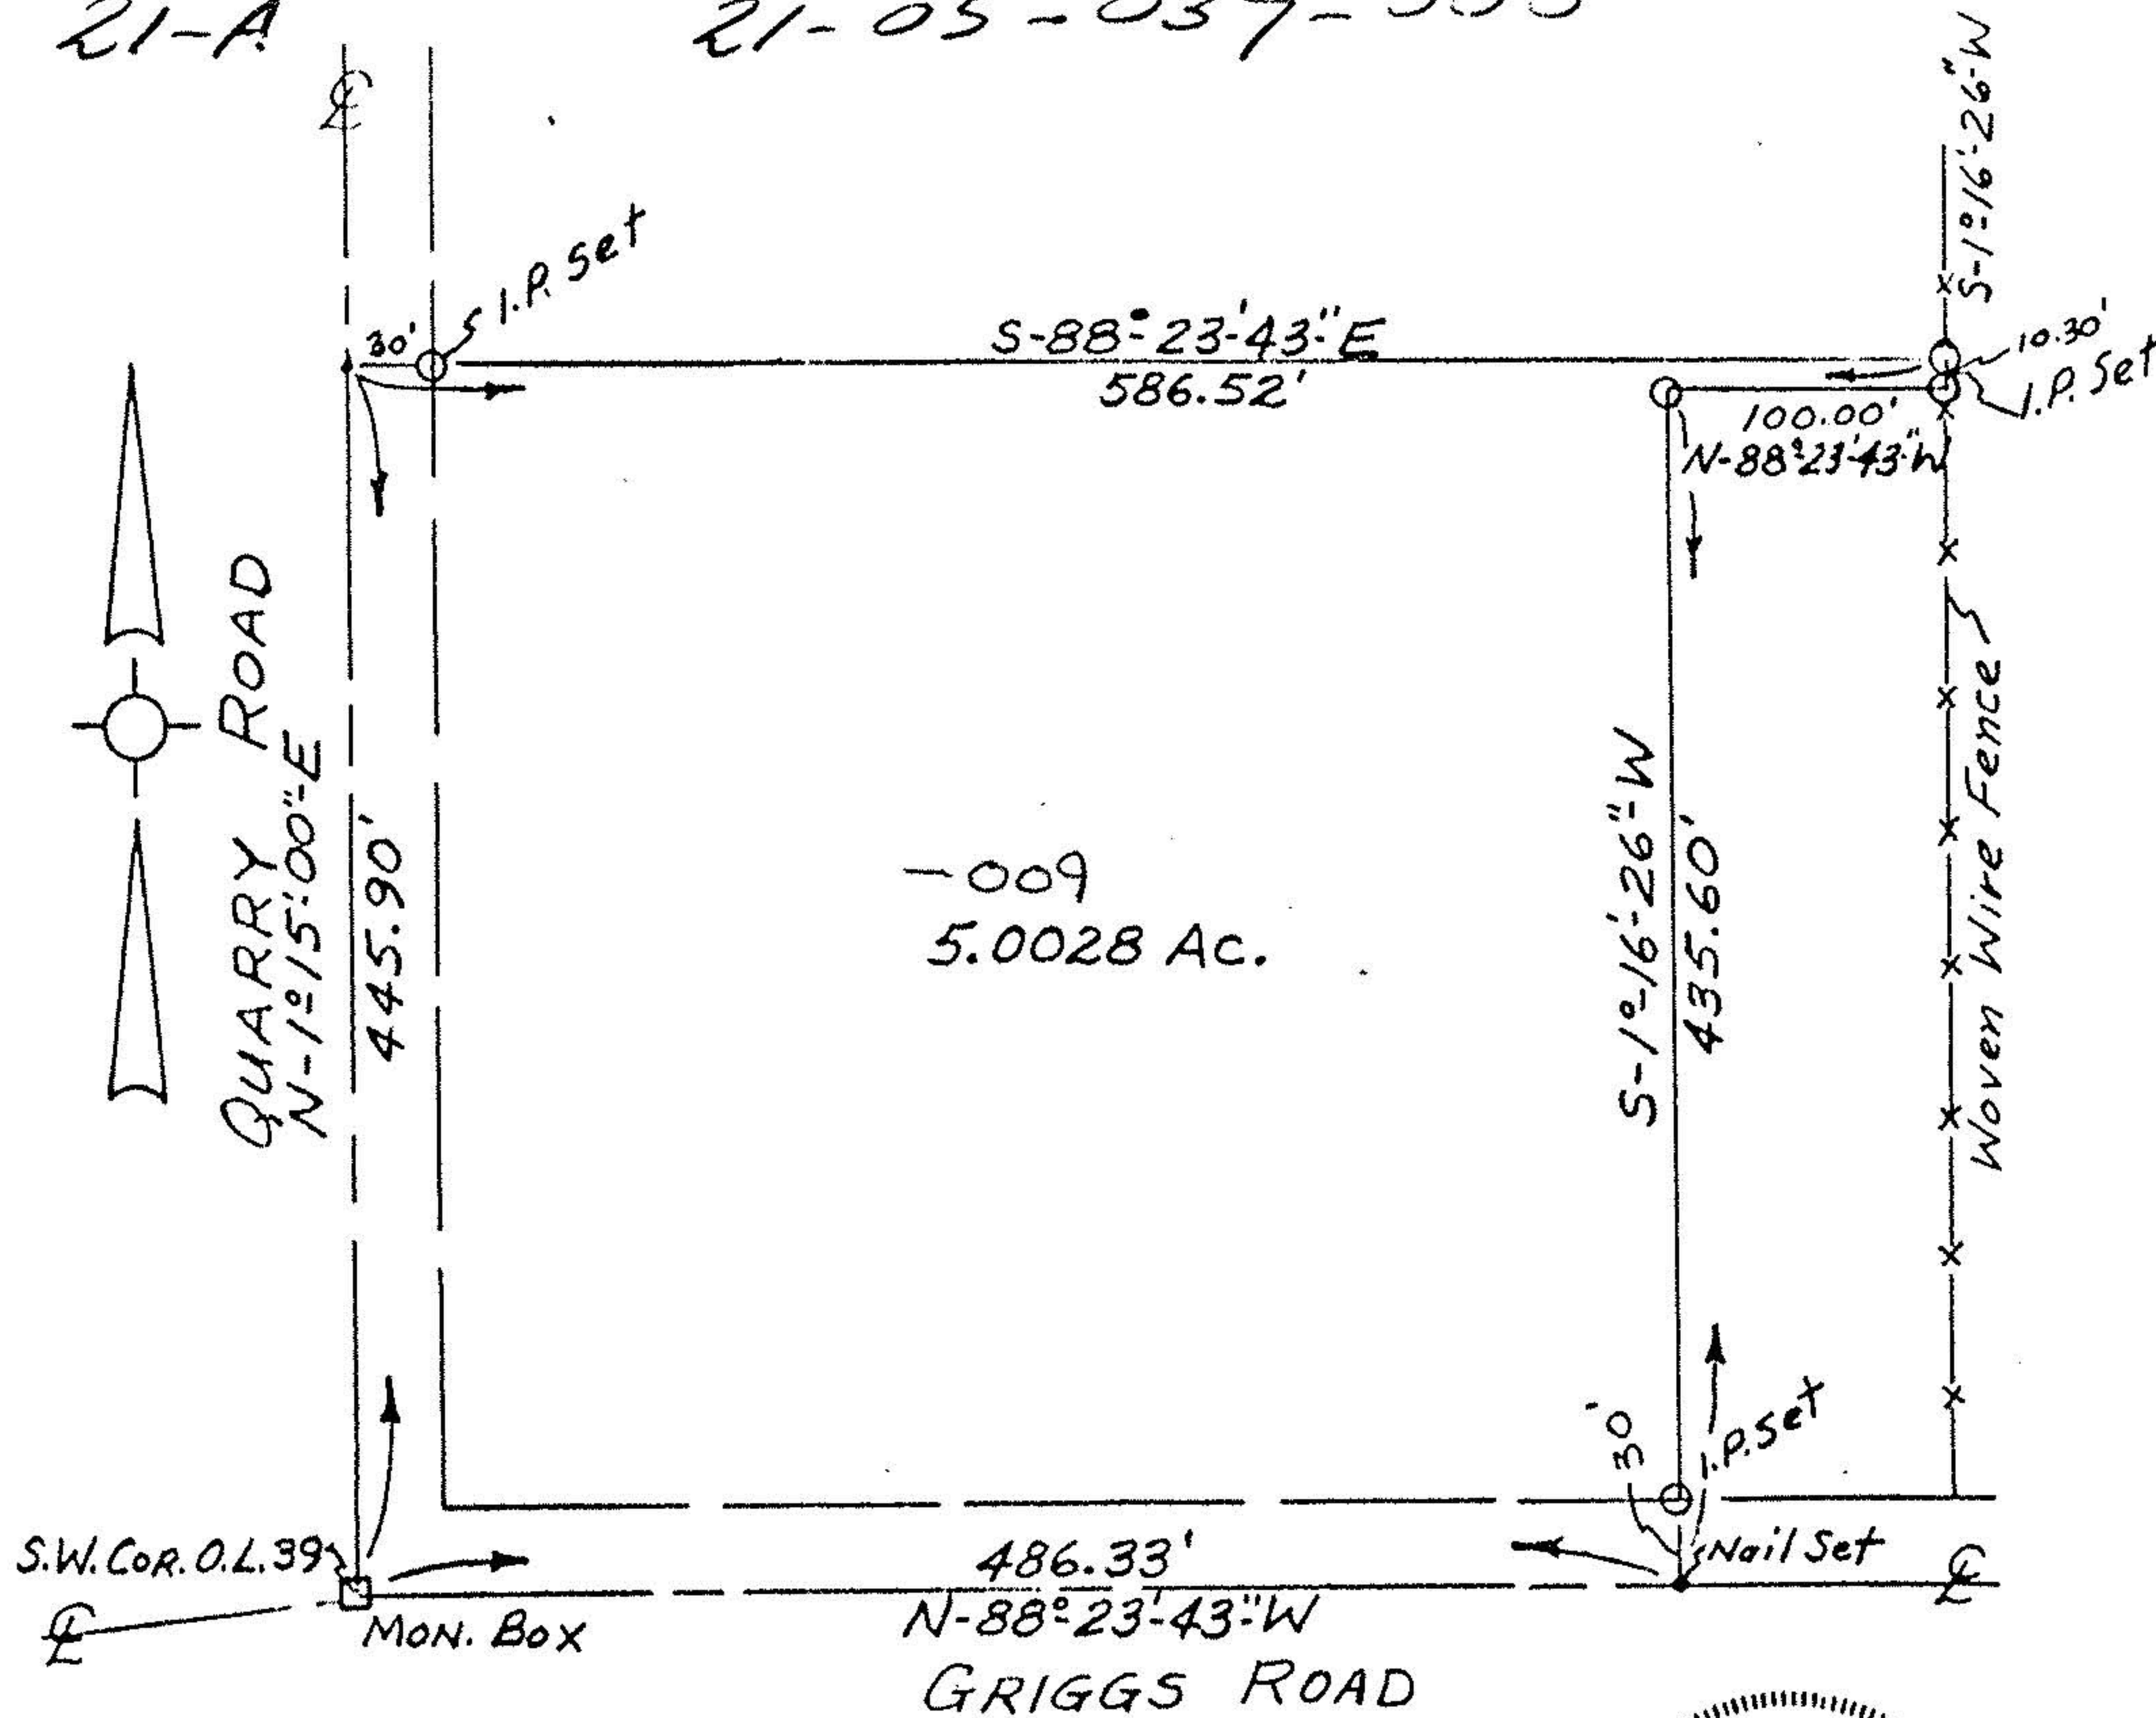 21-A
S-1°-16'-26"-W
℄
I.P. Set
30'
S-88°-23'-43"-E
586.52'
10.30'
I.P. Set
100.00'
N-88°-23'-43"-W
QUARRY ROAD
N-1°-15'-00"-E
445.90'
-009
5.0028 Ac.
S-1°-16'-26"-W
435.60'
Woven Wire Fence
30'
I.P. Set
S.W. COR. O.L. 39
Nail Set
℄
℄
MON. BOX
486.33'
N-88°-23'-43"-W
GRIGGS ROAD